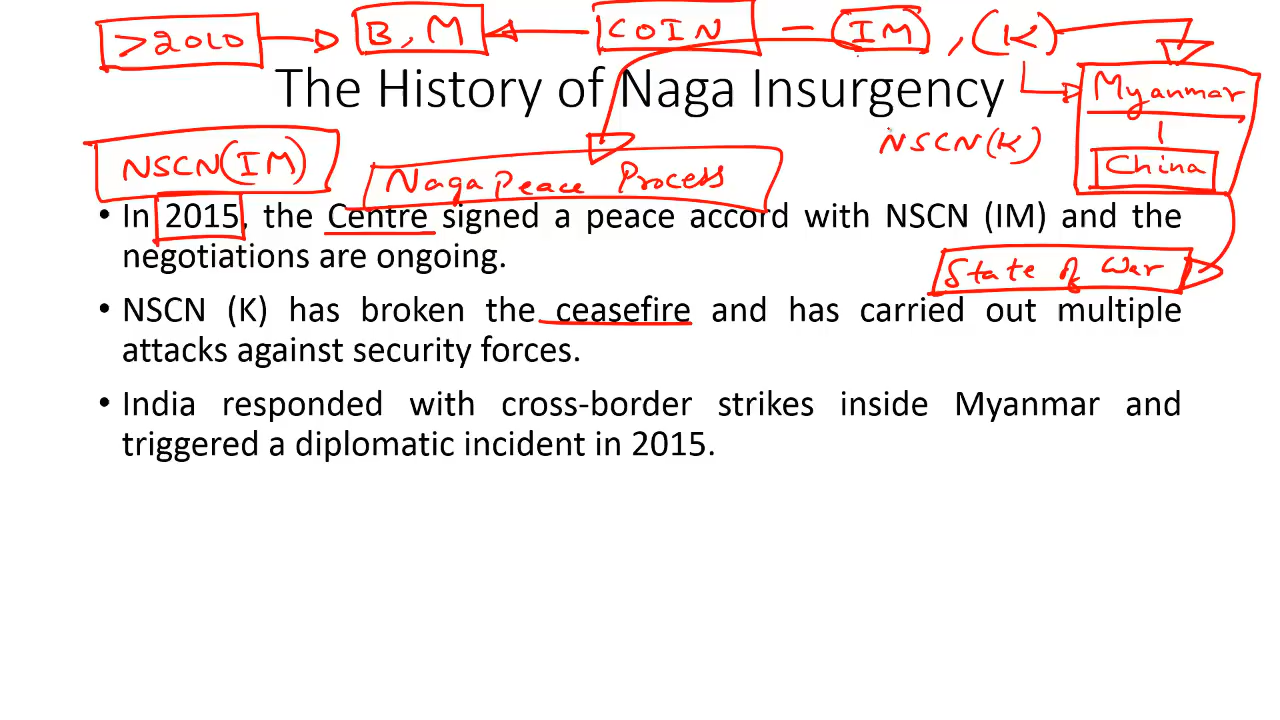 >2010 B, M COIN - (IM), (K)
The History of Naga Insurgency
Myanmar
NSCN(IM) Naga Peace Process NSCN(K) China
• In 2015, the Centre signed a peace accord with NSCN (IM) and the
negotiations are ongoing.
State of War
• NSCN (K) has broken the ceasefire and has carried out multiple
attacks against security forces.
• India responded with cross-border strikes inside Myanmar and
triggered a diplomatic incident in 2015.